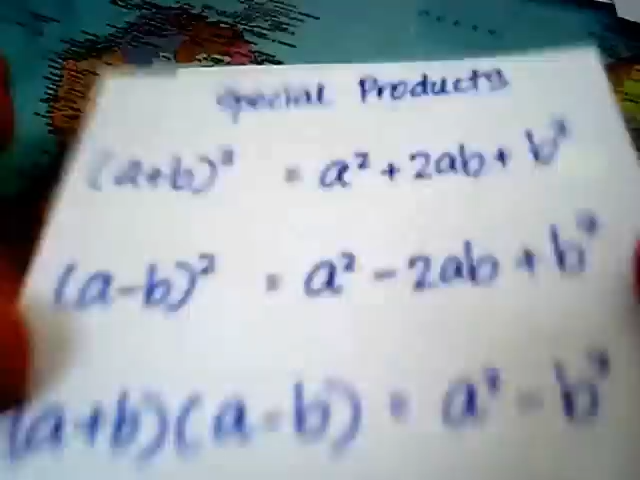 Special Products
(a+b)² = a² + 2ab + b²
(a-b)² = a² - 2ab + b²
(a+b)(a-b) = a² - b²